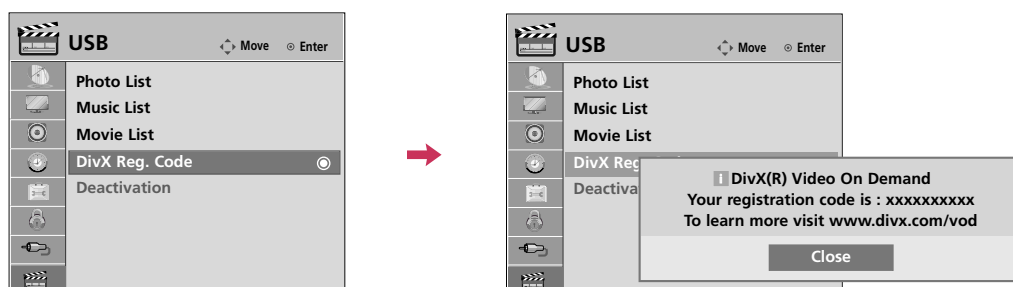 USB
Move
Enter
Photo List
Music List
Movie List
DivX Reg. Code
Deactivation
USB
Move
Enter
Photo List
Music List
Movie List
DivX Reg.
Deactiva
i DivX(R) Video On Demand
Your registration code is : xxxxxxxxxx
To learn more visit www.divx.com/vod
Close